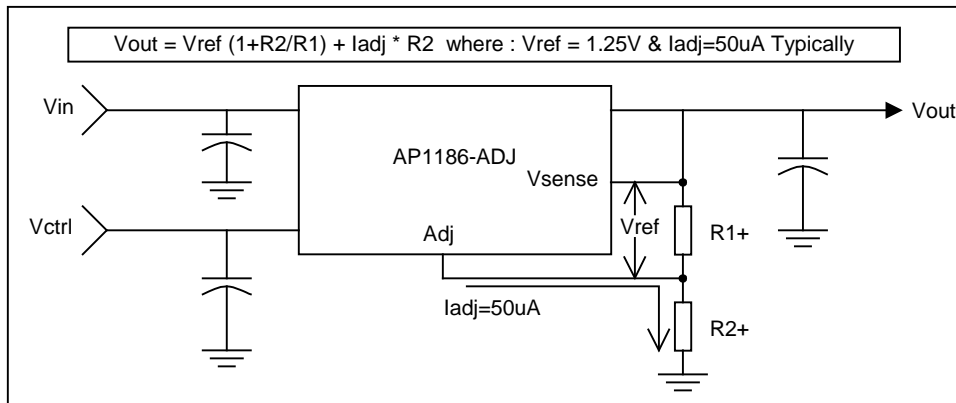 Vout = Vref (1+R2/R1) + Iadj * R2 where : Vref = 1.25V & Iadj=50uA Typically
Vin
Vout
AP1186-ADJ
Vsense
Vctrl
Adj
Vref
R1+
Iadj=50uA
R2+